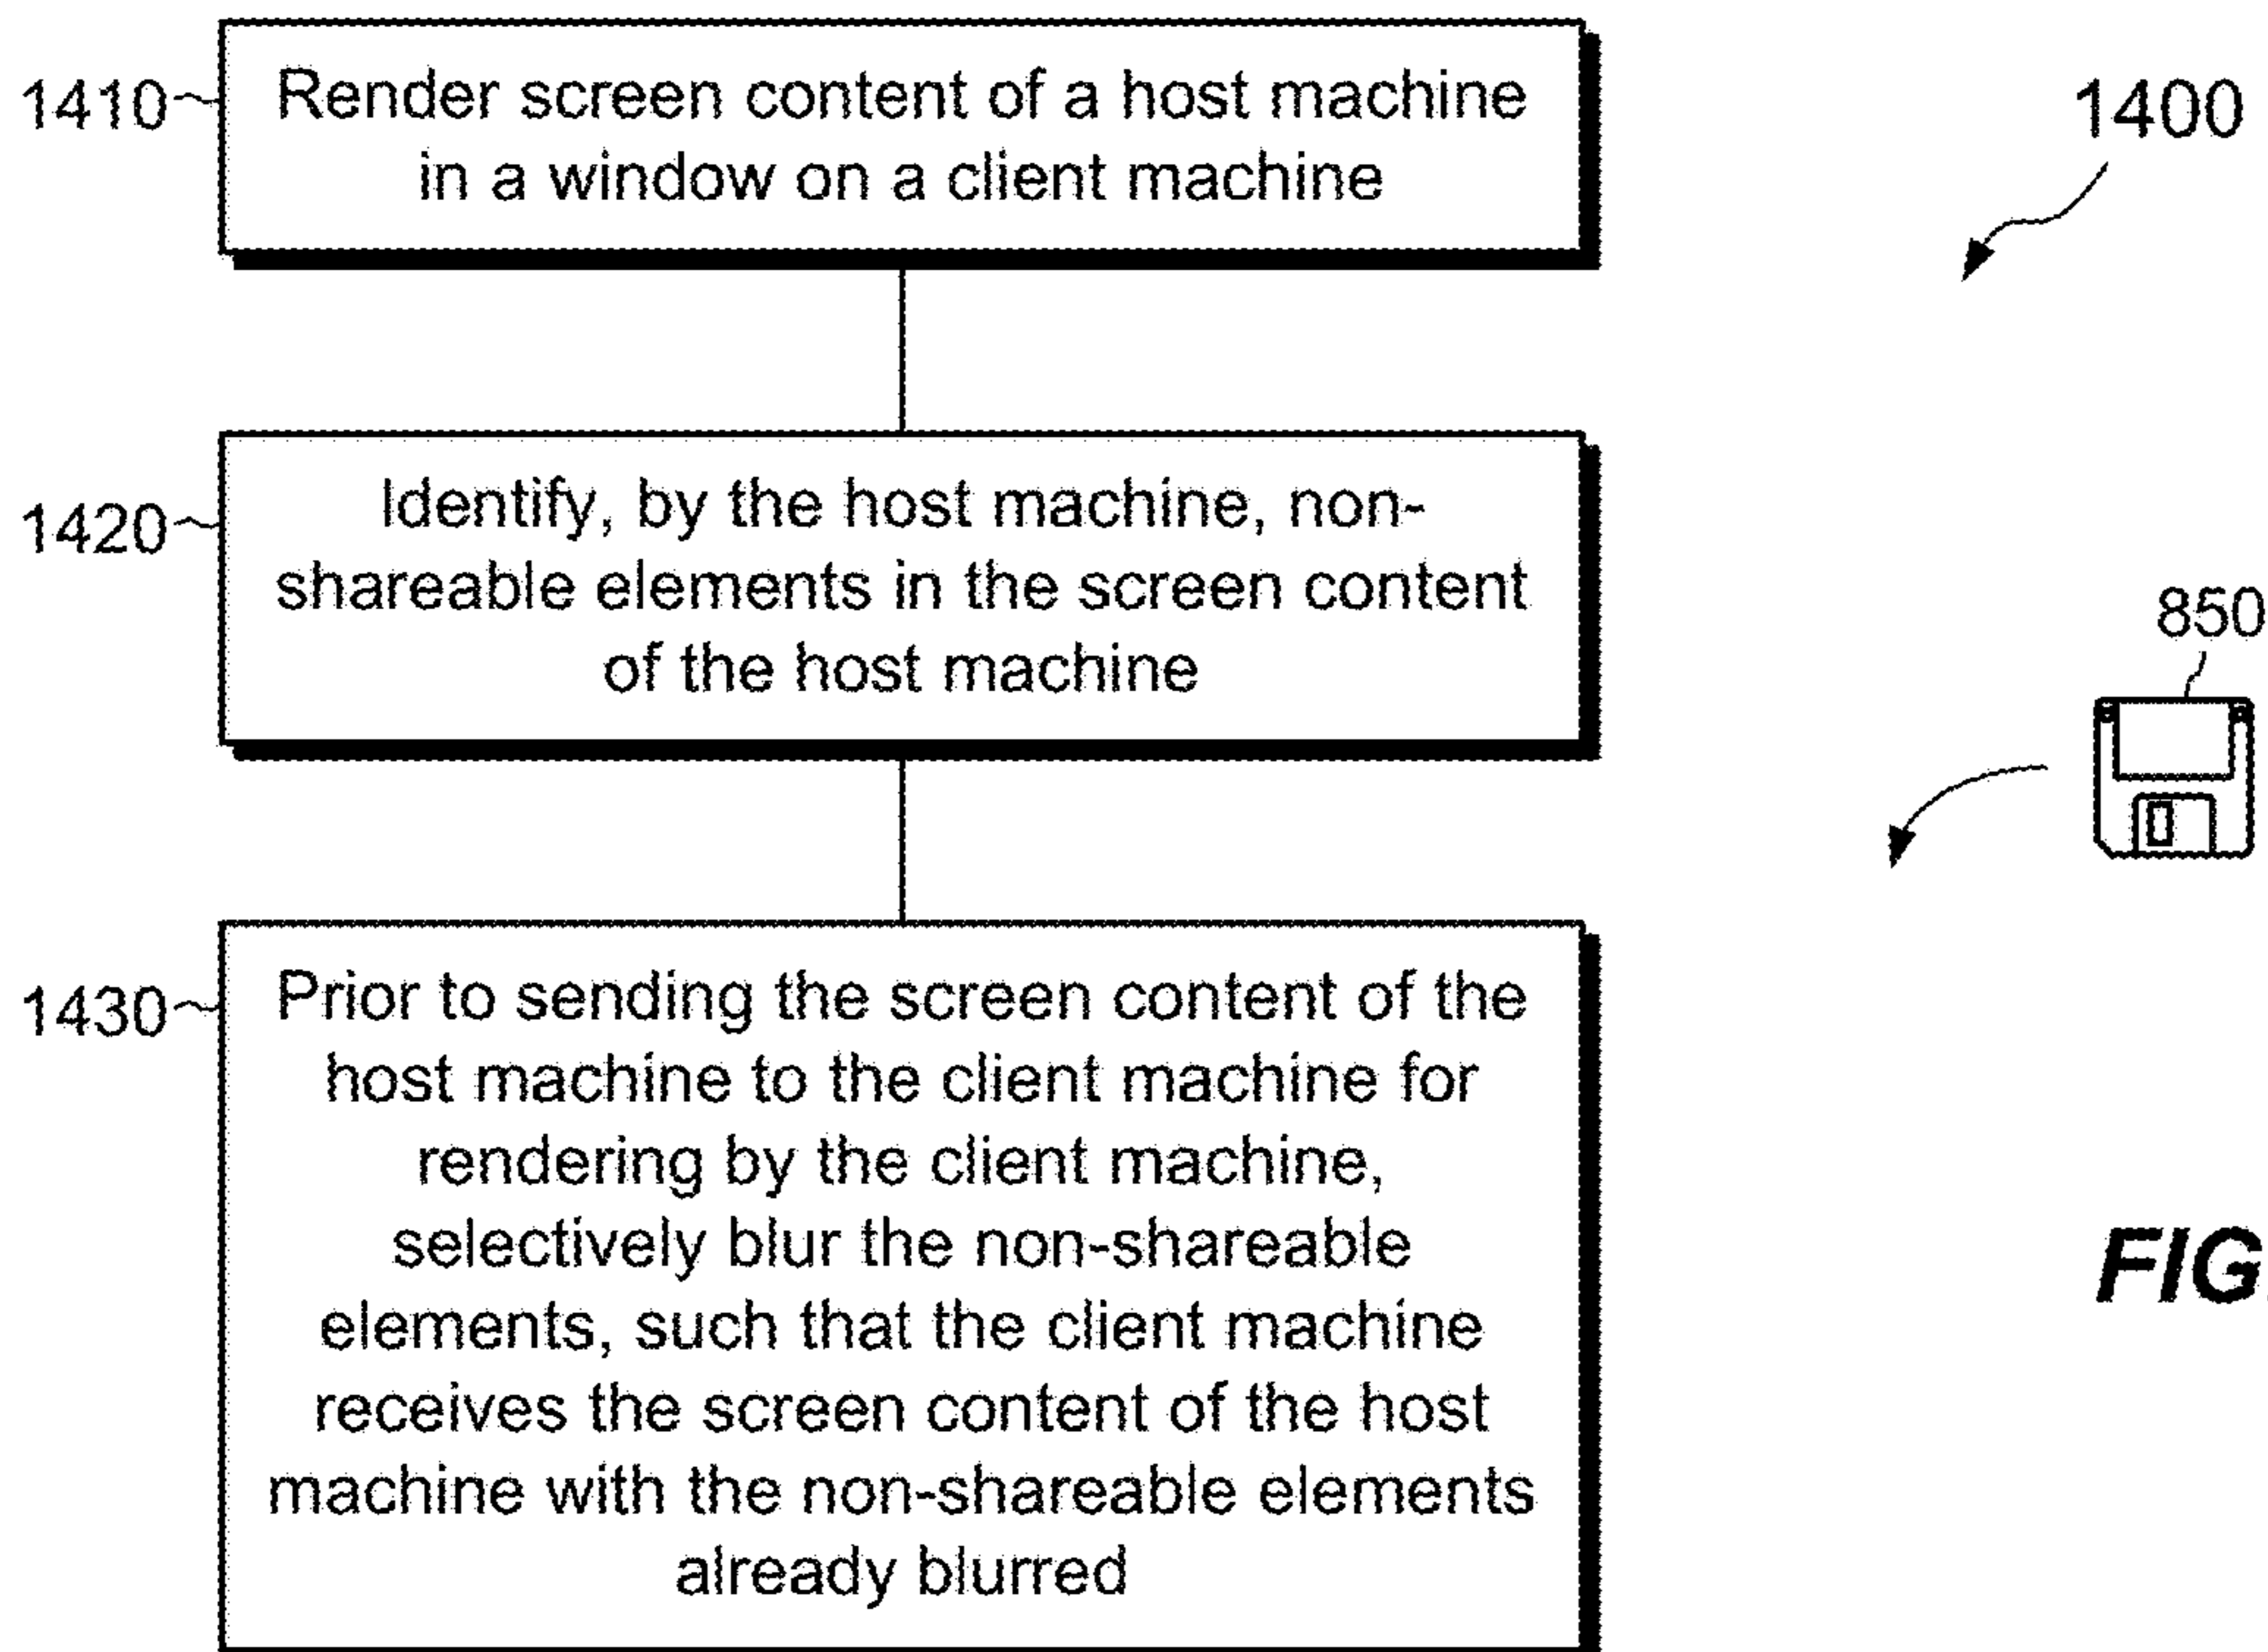 1410
Render screen content of a host machine
in a window on a client machine
1400
1420
Identify, by the host machine, non-
shareable elements in the screen content
of the host machine
850
1430
Prior to sending the screen content of the
host machine to the client machine for
rendering by the client machine,
selectively blur the non-shareable
elements, such that the client machine
receives the screen content of the host
machine with the non-shareable elements
already blurred
FIG.